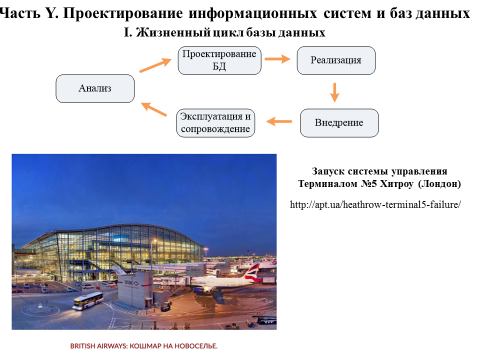 Часть Y. Проектирование информационных систем и баз данных
I. Жизненный цикл базы данных
Проектирование
БД
Реализация
Анализ
Эксплуатация и
сопровождение
Внедрение
Запуск системы управления
Терминалом №5 Хитроу (Лондон)
http://apt.ua/heathrow-terminal5-failure/
BRITISH AIRWAYS: КОШМАР НА НОВОСЕЛЬЕ.